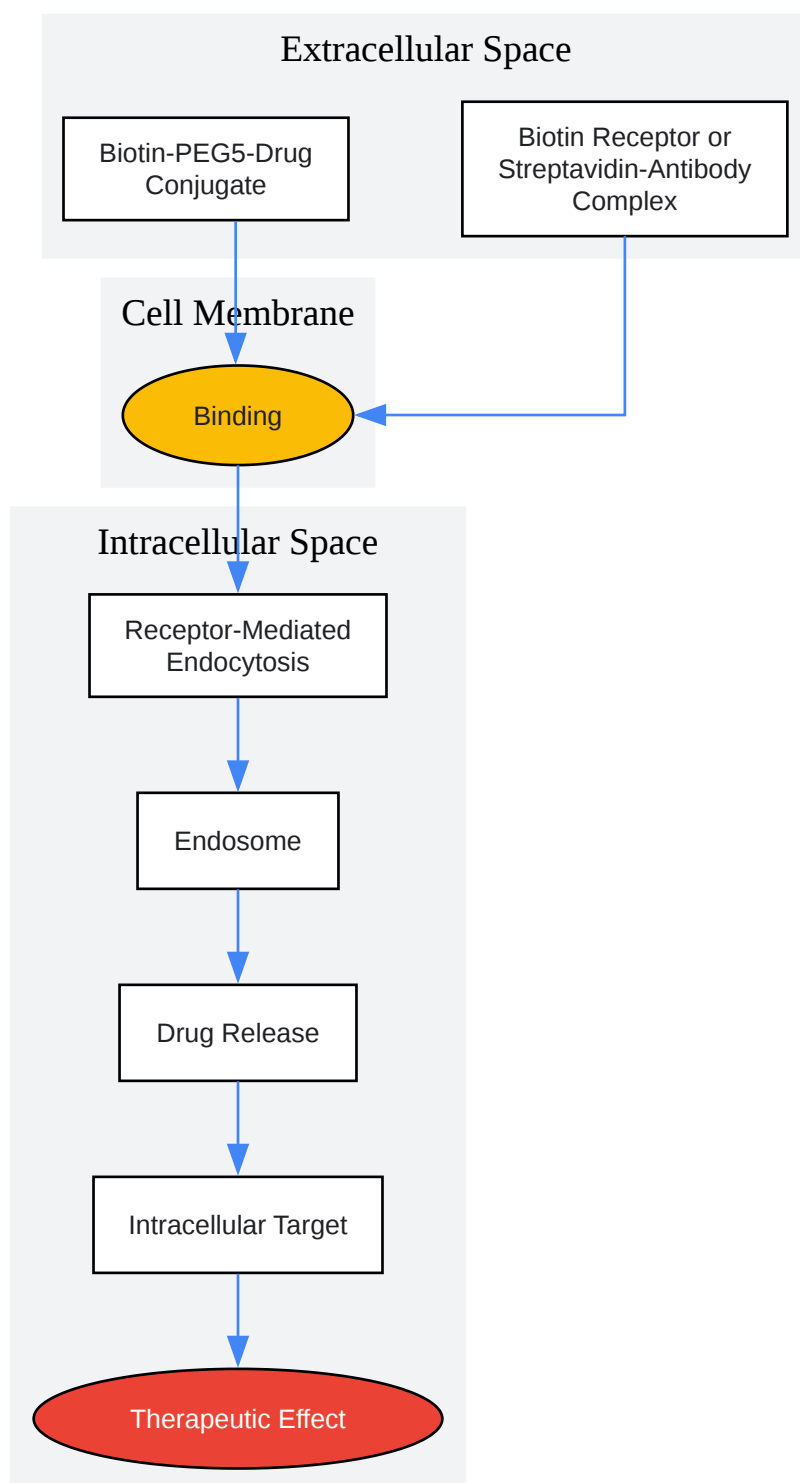 Extracellular Space
Biotin-PEG5-Drug
Conjugate
Biotin Receptor or
Streptavidin-Antibody
Complex
Cell Membrane
Binding
Intracellular Space
Receptor-Mediated
Endocytosis
Endosome
Drug Release
Intracellular Target
Therapeutic Effect